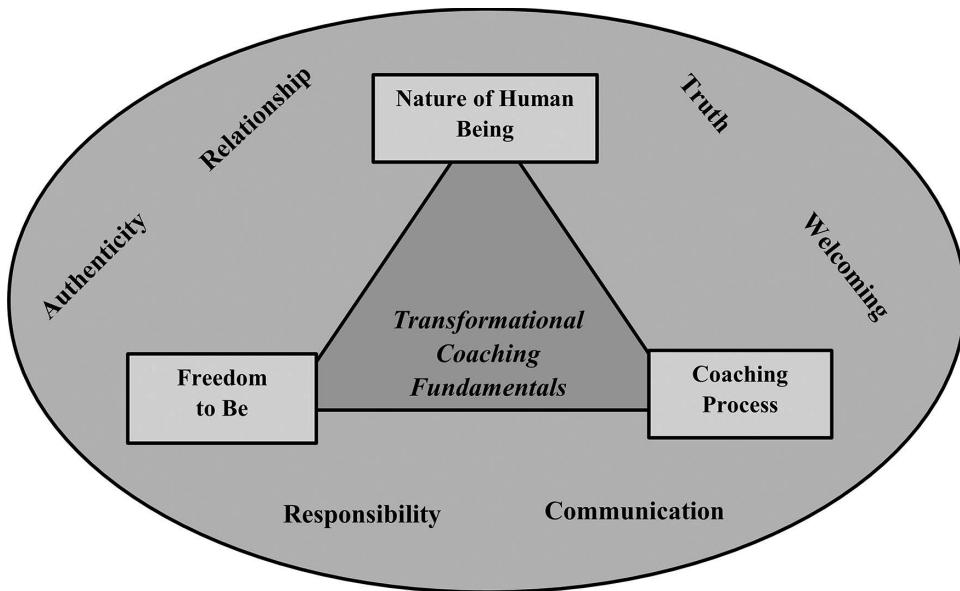 Relationship
Truth
Nature of Human
Being
Authenticity
Welcoming
Transformational
Coaching
Fundamentals
Freedom
to Be
Coaching
Process
Responsibility
Communication